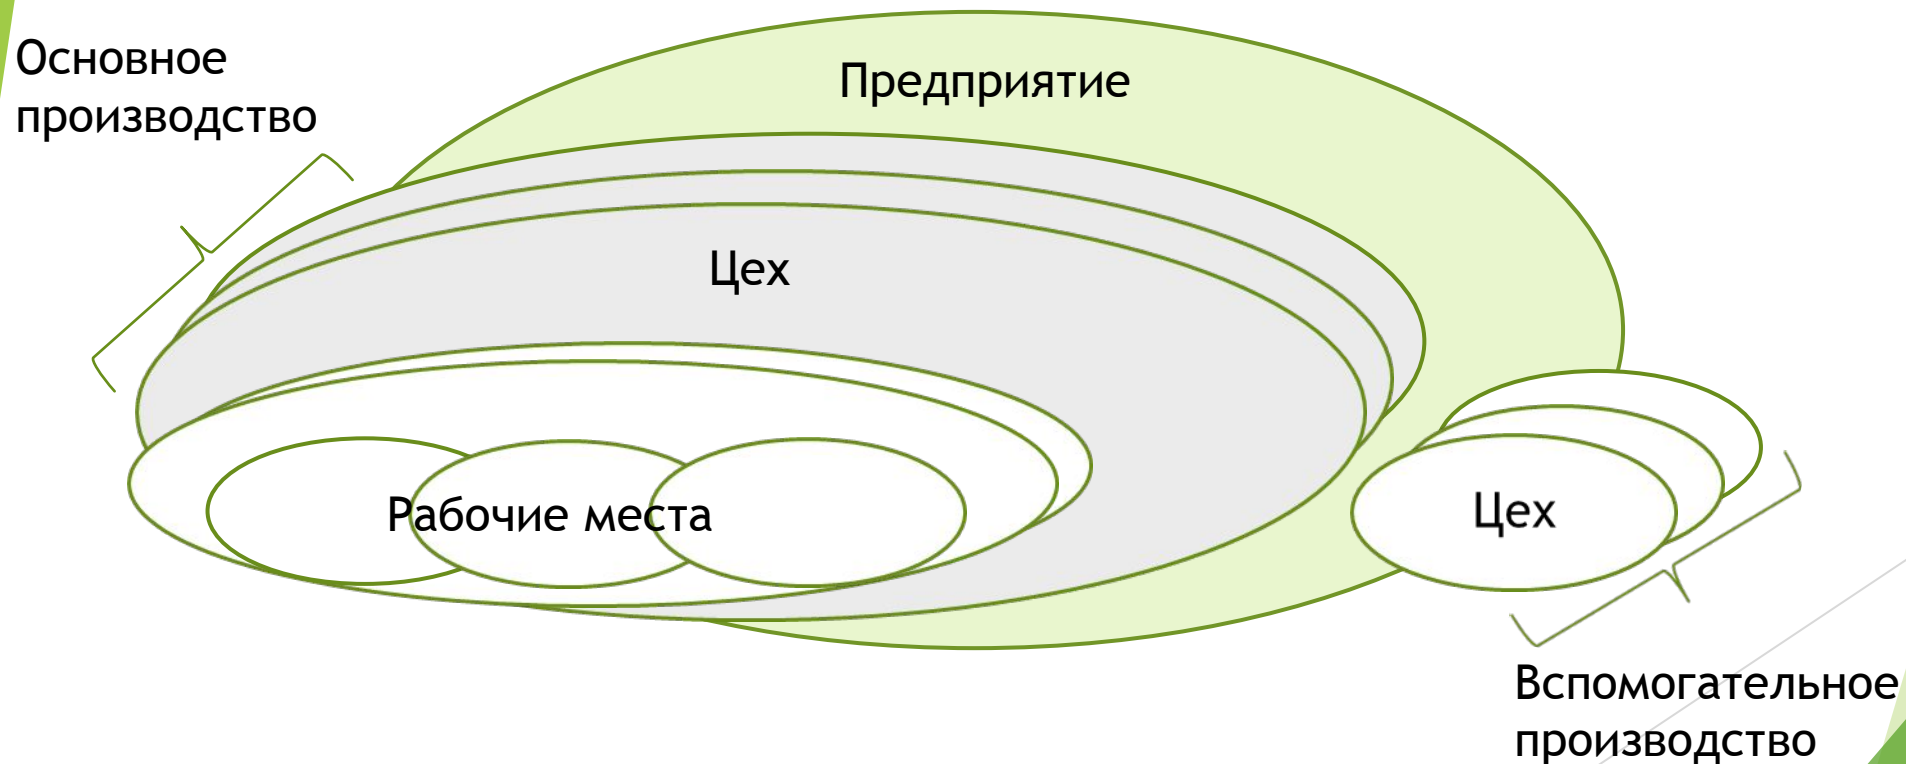 Основное
производство
Предприятие
Цех
Рабочие места
Цех
Вспомогательное
производство